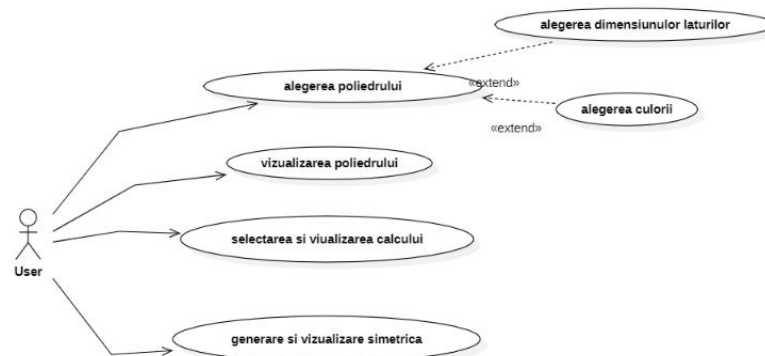 alegerea dimensiunulor laturilor
alegerea poliedrului
«extend»
alegerea culorii
«extend»
vizualizarea poliedrului
selectarea si viualizarea calcului
User
generare si vizualizare simetrica